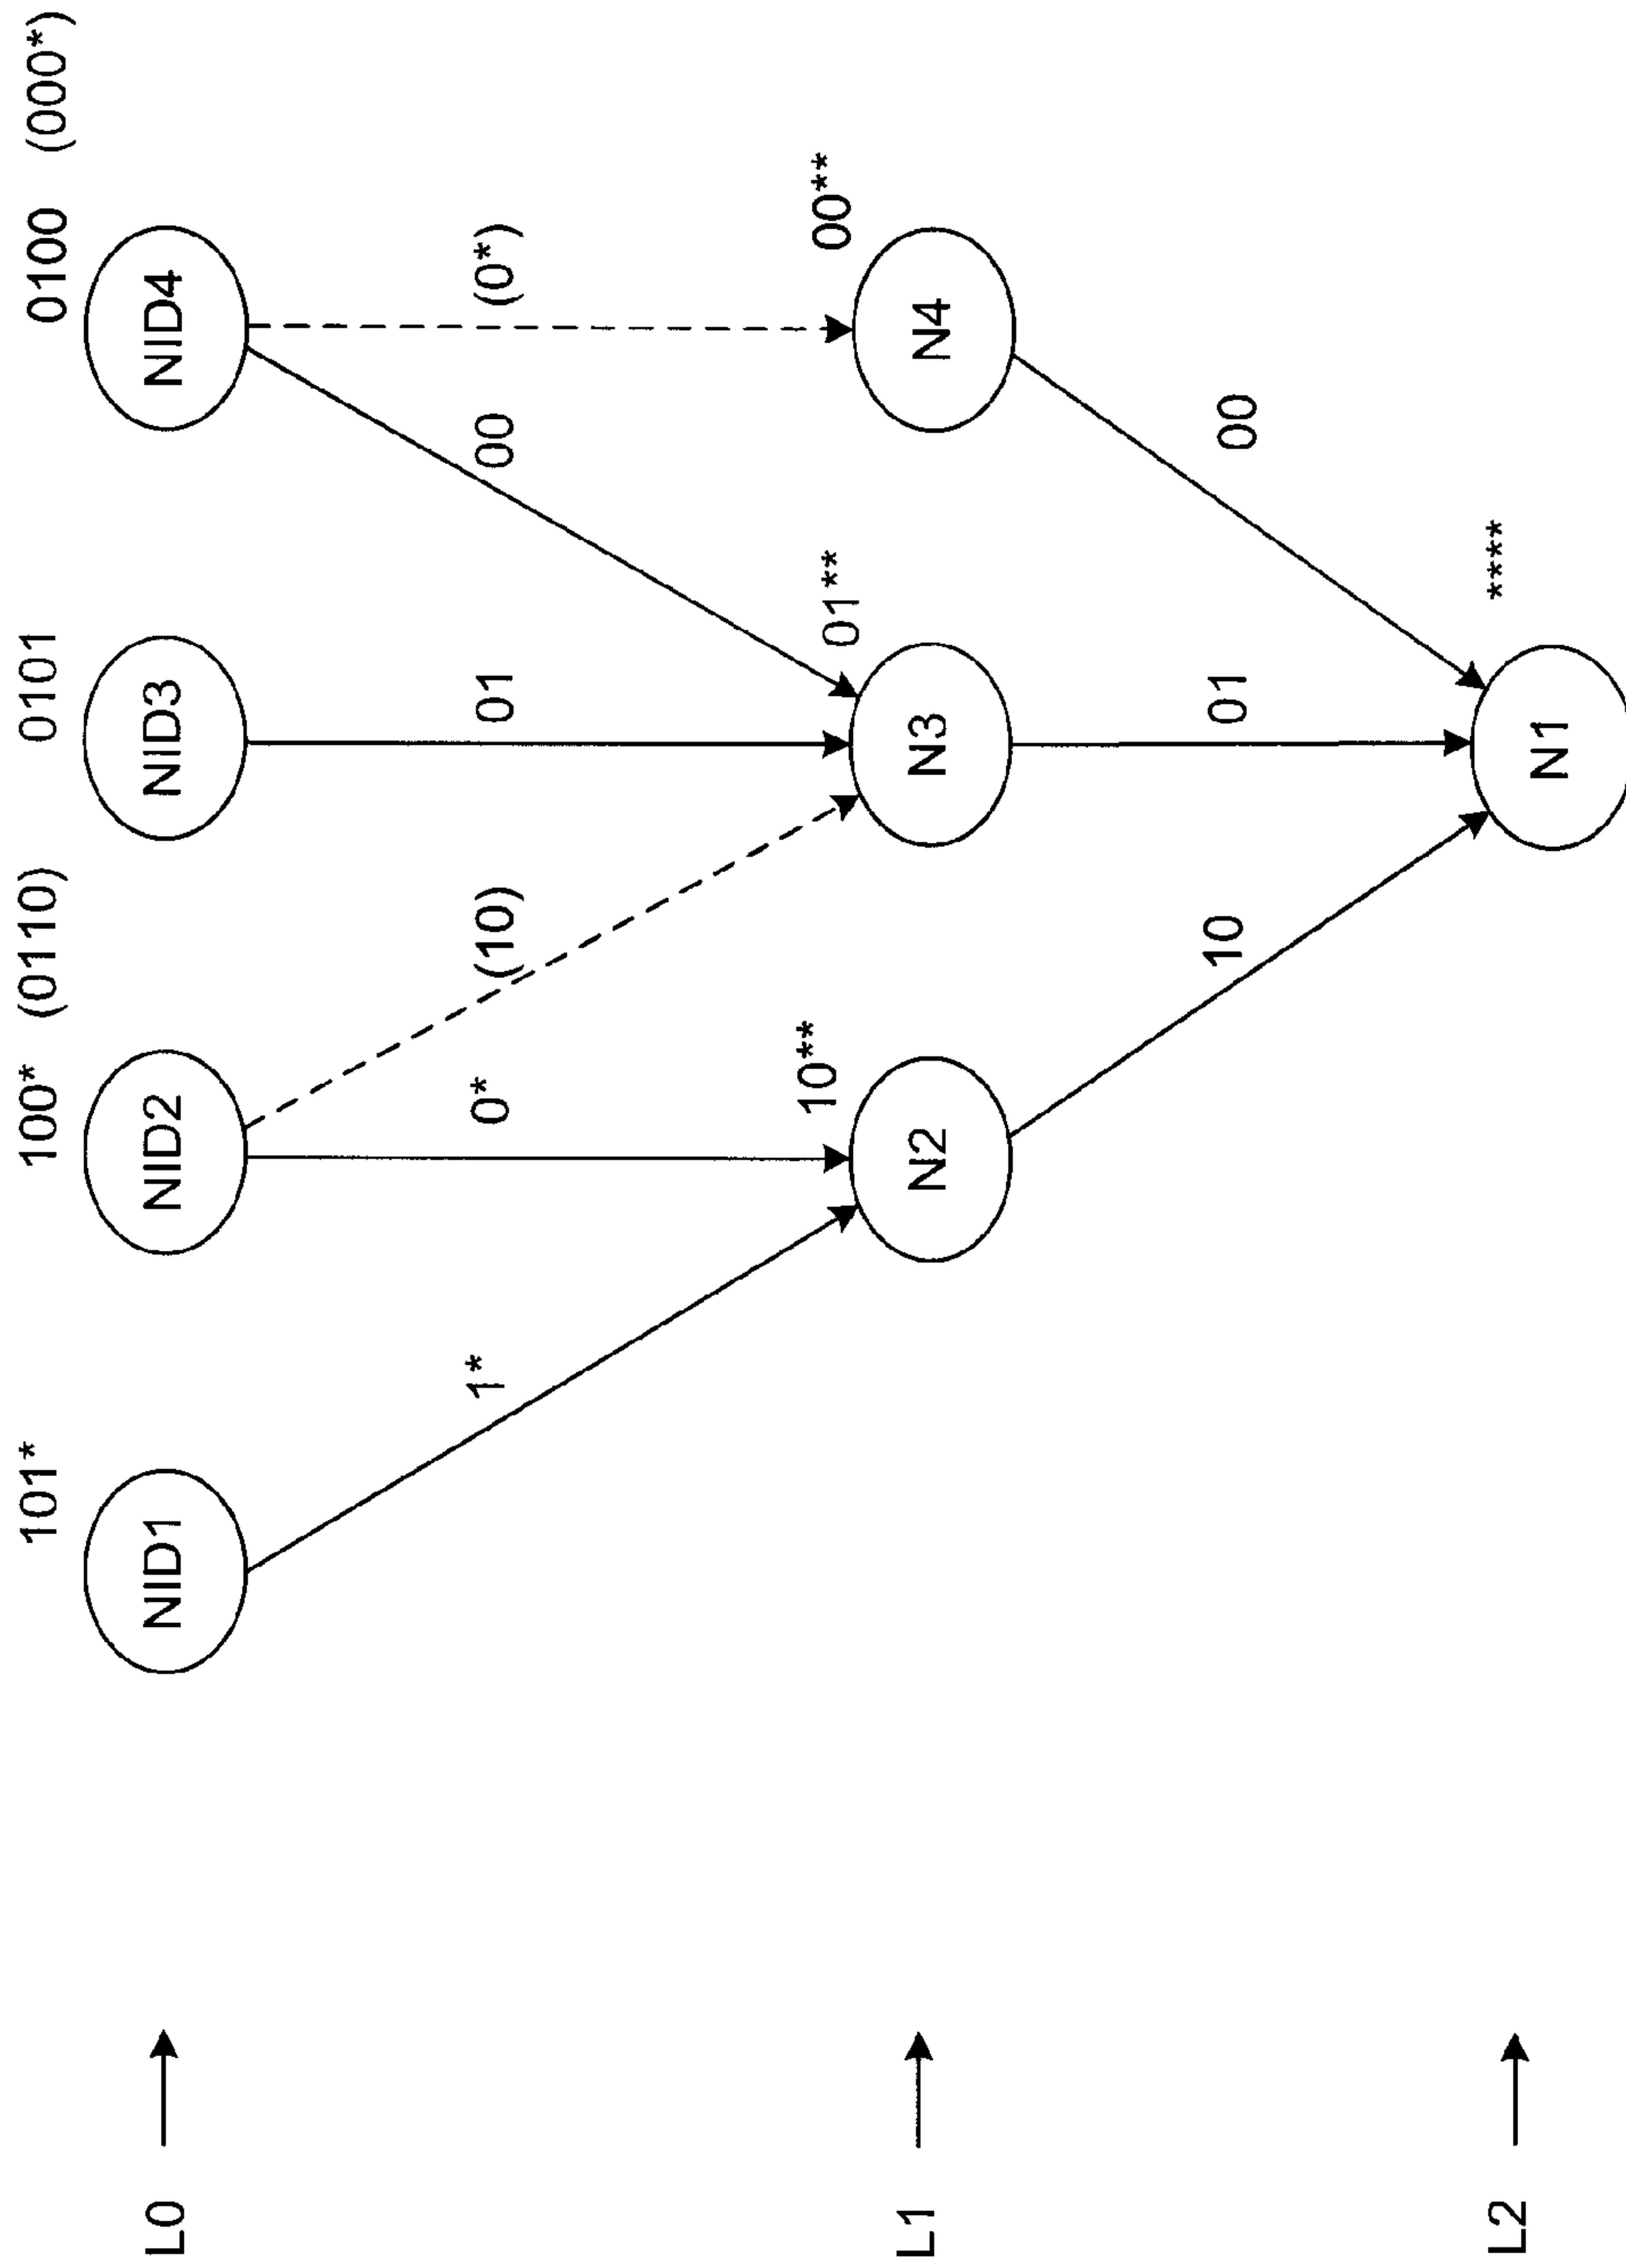 101*
100* (0110)
0101
0100 (000*)
L0
NID1
NID2
NID3
NID4
1*
0*
(10)
01
00
(0*)
10**
01**
00**
L1
N2
N3
N4
10
01
00
****
L2
N1